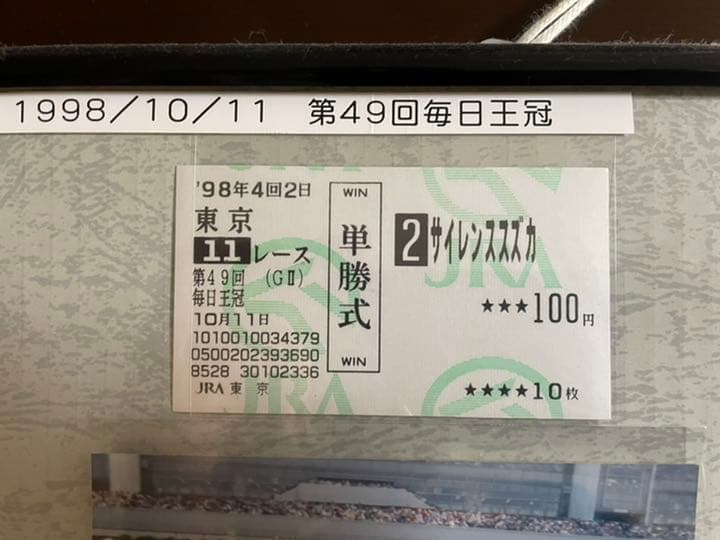 1998/10/11 第49回毎日王冠
'98年4回2日
東京
11レース
第49回 (GⅡ)
毎日王冠
10月11日
1010010034379
0500202393690
8528 30102336
JRA 東京
WIN
単勝式
WIN
2 サイレンススズカ
★★★100円
★★★★10枚
JRA
JRA
JRA